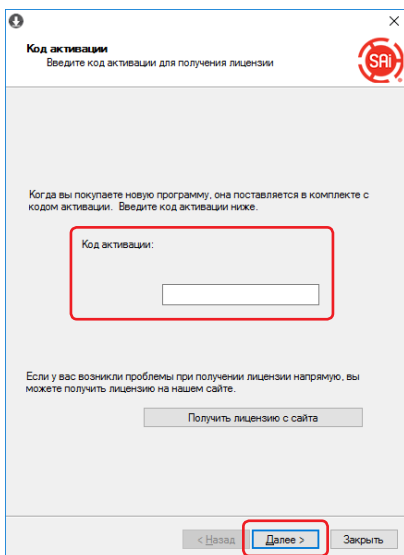 Код активации
Введите код активации для получения лицензии
SAi
Когда вы покупаете новую программу, она поставляется в комплекте с
кодом активации. Введите код активации ниже.
Код активации:
Если у вас возникли проблемы при получении лицензии напрямую, вы
можете получить лицензию на нашем сайте.
Получить лицензию с сайта
< Назад
Далее >
Закрыть